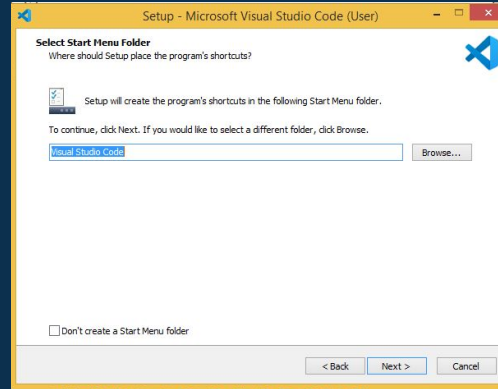 Setup - Microsoft Visual Studio Code (User)
Select Start Menu Folder
Where should Setup place the program's shortcuts?
Setup will create the program's shortcuts in the following Start Menu folder.
To continue, click Next. If you would like to select a different folder, click Browse.
Visual Studio Code
Browse...
Don't create a Start Menu folder
< Back
Next >
Cancel